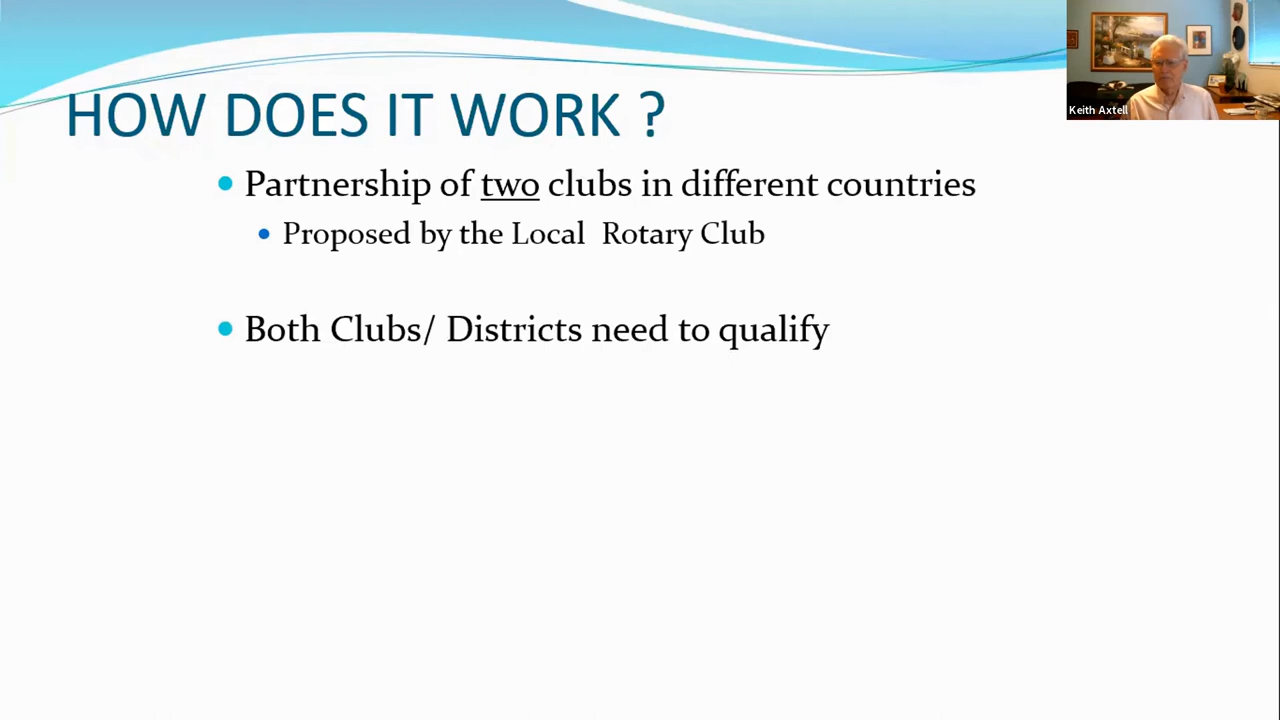 HOW DOES IT WORK ?
Keith Axtell
Partnership of two clubs in different countries
Proposed by the Local Rotary Club
Both Clubs/ Districts need to qualify